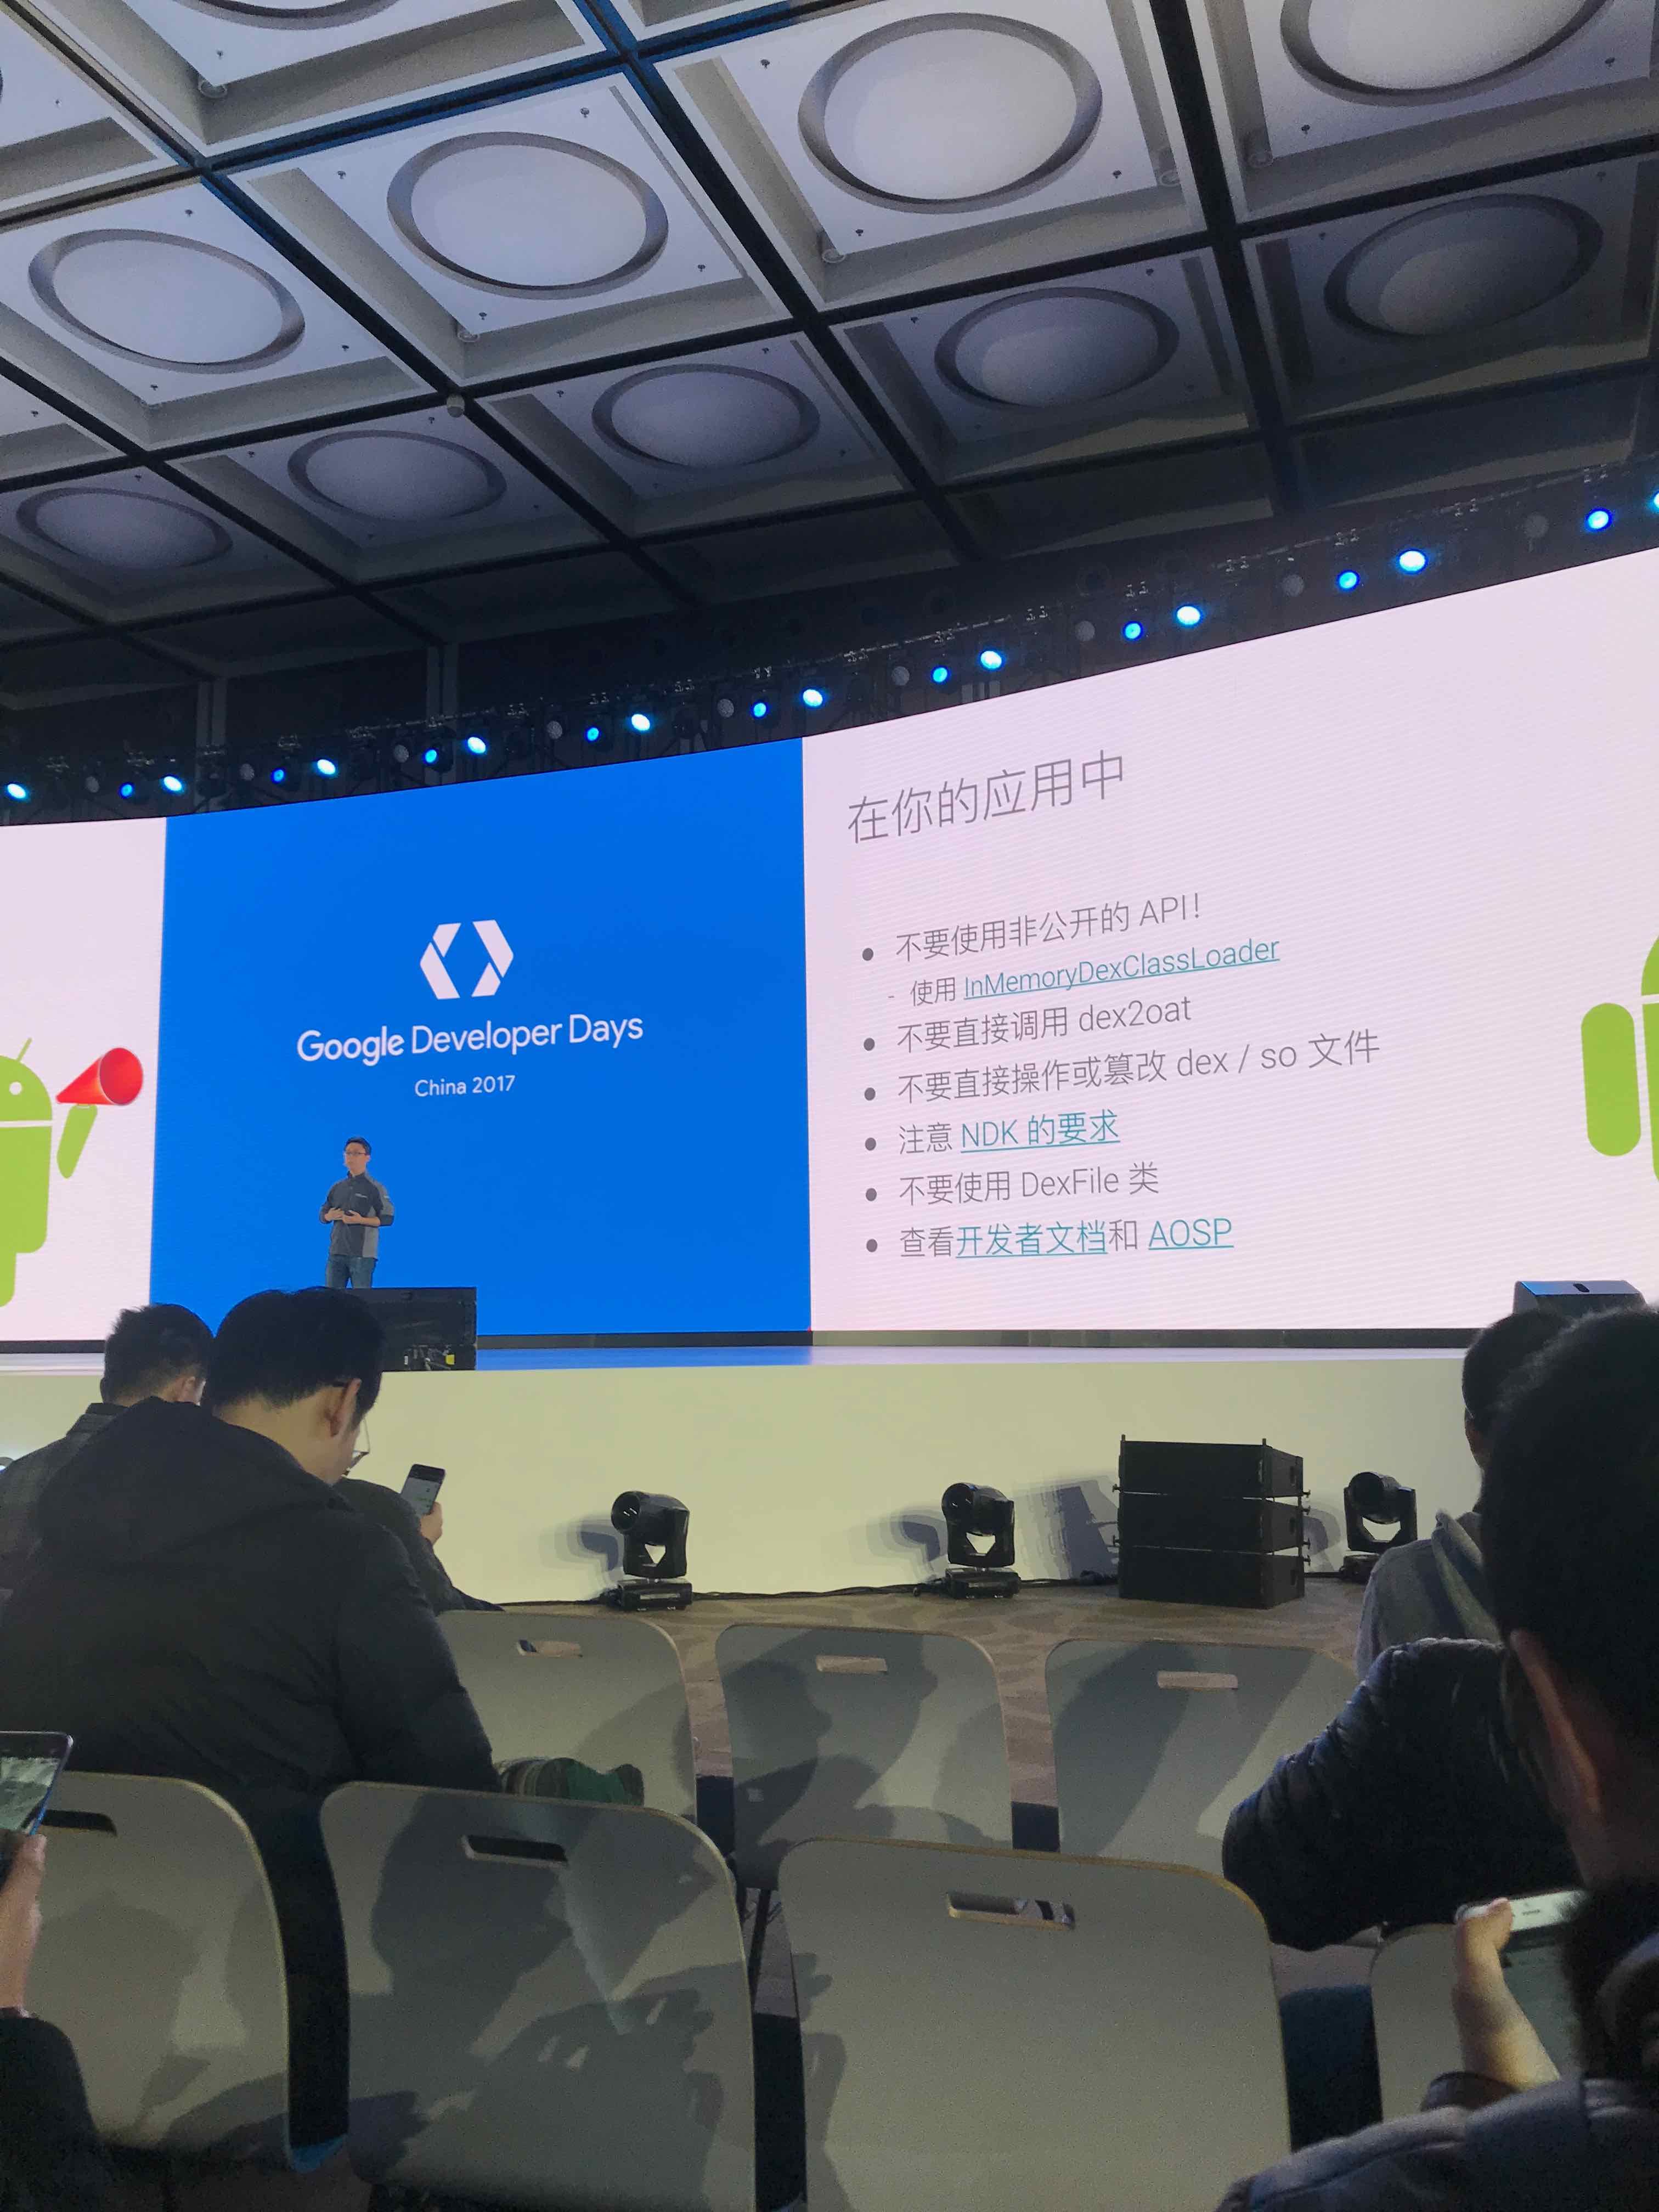 Google Developer Days
China 2017
在你的应用中
● 不要使用非公开的 API！
- 使用 InMemoryDexClassLoader
● 不要直接调用 dex2oat
● 不要直接操作或篡改 dex / so 文件
● 注意 NDK 的要求
● 不要使用 DexFile 类
● 查看开发者文档和 AOSP